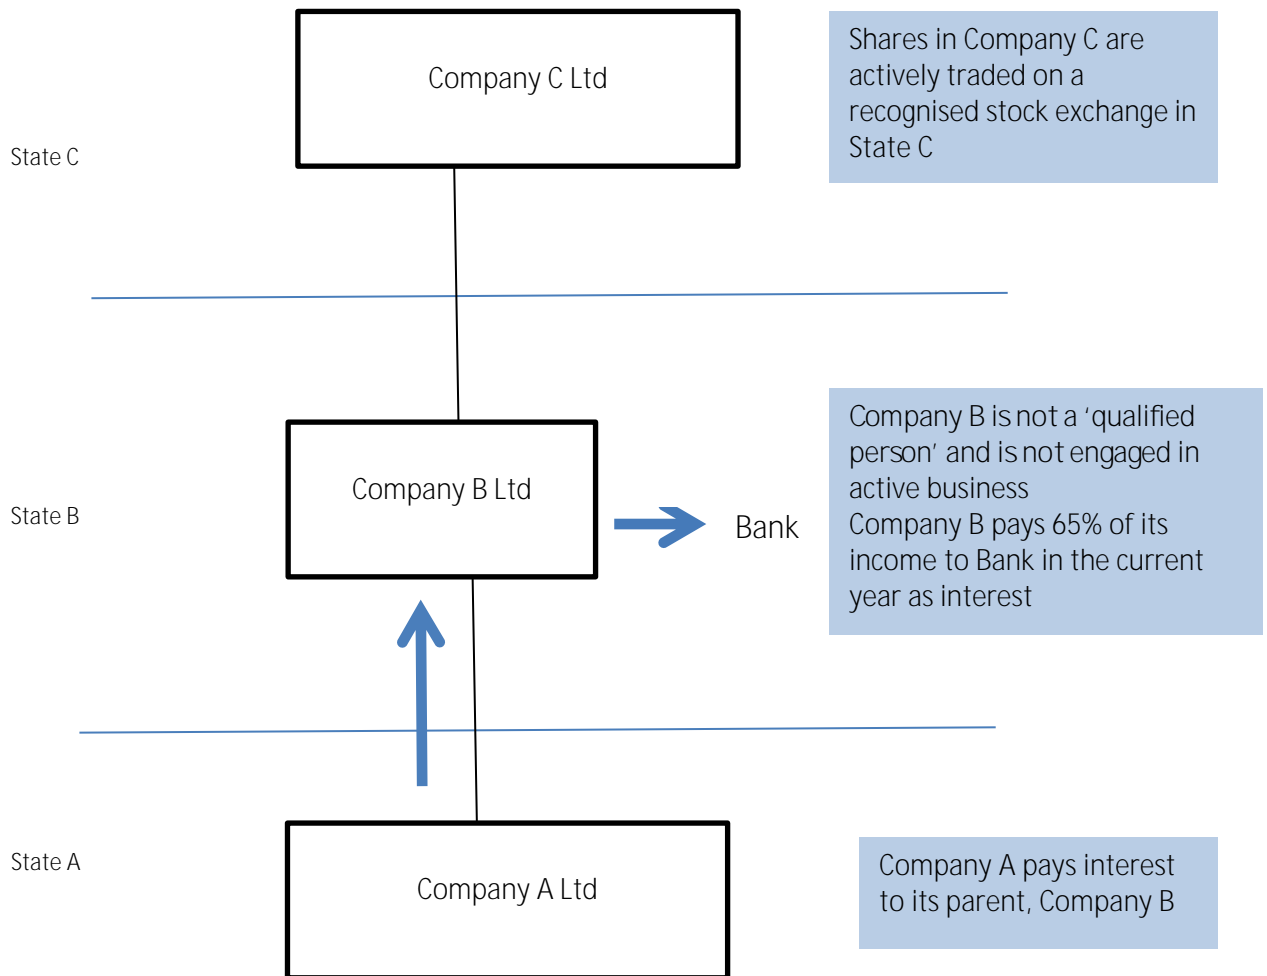 Company C Ltd
Shares in Company C are
actively traded on a
recognised stock exchange in
State C
State C
Company B Ltd
State B
Bank
Company B is not a ‘qualified
person’ and is not engaged in
active business
Company B pays 65% of its
income to Bank in the current
year as interest
State A
Company A Ltd
Company A pays interest
to its parent, Company B